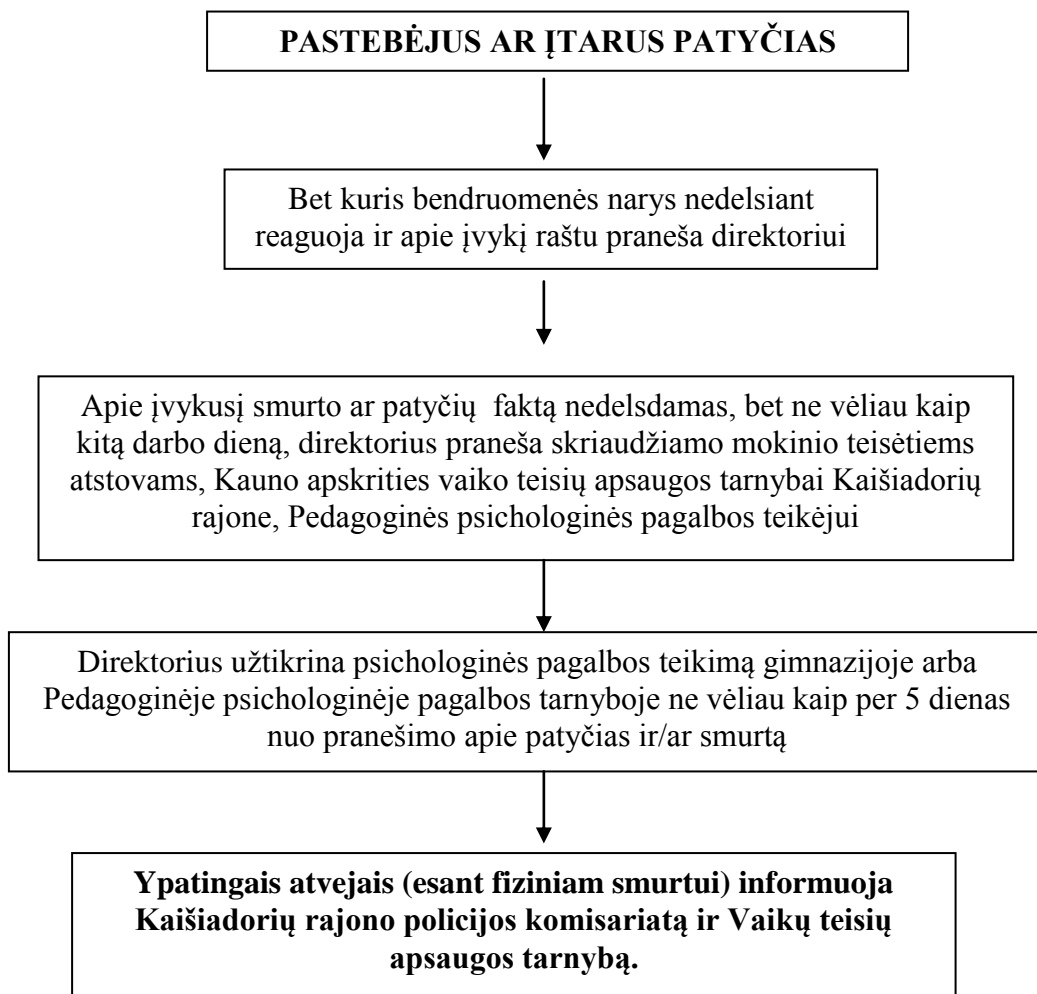 PASTEBĖJUS AR ĮTARUS PATYČIAS
Bet kuris bendruomenės narys nedelsiant
reaguoja ir apie įvykį raštu praneša direktoriui
Apie įvykusį smurto ar patyčių faktą nedelsdamas, bet ne vėliau kaip
kitą darbo dieną, direktorius praneša skriaudžiamo mokinio teisėtiems
atstovams, Kauno apskrities vaiko teisių apsaugos tarnybai Kaišiadorių
rajone, Pedagoginės psichologinės pagalbos teikėjui
Direktorius užtikrina psichologinės pagalbos teikimą gimnazijoje arba
Pedagoginėje psichologinėje pagalbos tarnyboje ne vėliau kaip per 5 dienas
nuo pranešimo apie patyčias ir/ar smurtą
Ypatingais atvejais (esant fiziniam smurtui) informuoja
Kaišiadorių rajono policijos komisariatą ir Vaikų teisių
apsaugos tarnybą.